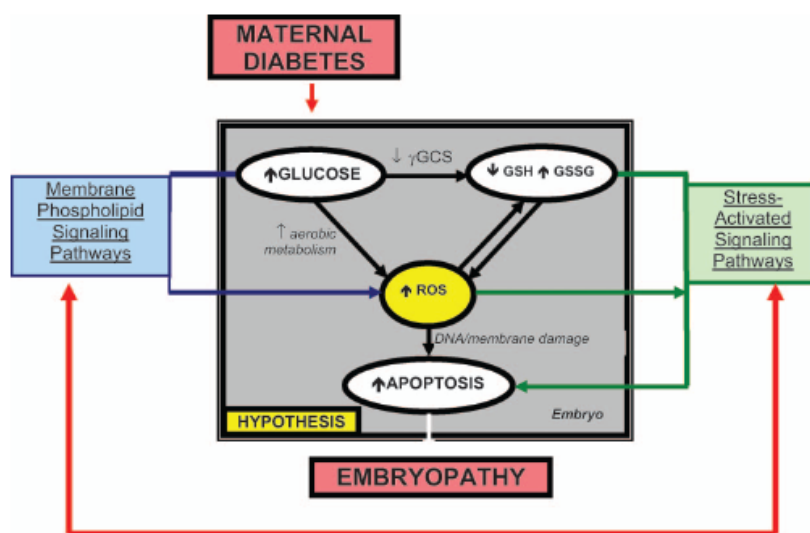 MATERNAL
DIABETES
↑GLUCOSE
↓ γGCS
↓ GSH ↑ GSSG
Membrane
Phospholipid
Signaling
Pathways
Stress-
Activated
Signaling
Pathways
↑ aerobic
metabolism
↑ ROS
DNA/membrane damage
↑APOPTOSIS
HYPOTHESIS
Embryo
EMBRYOPATHY